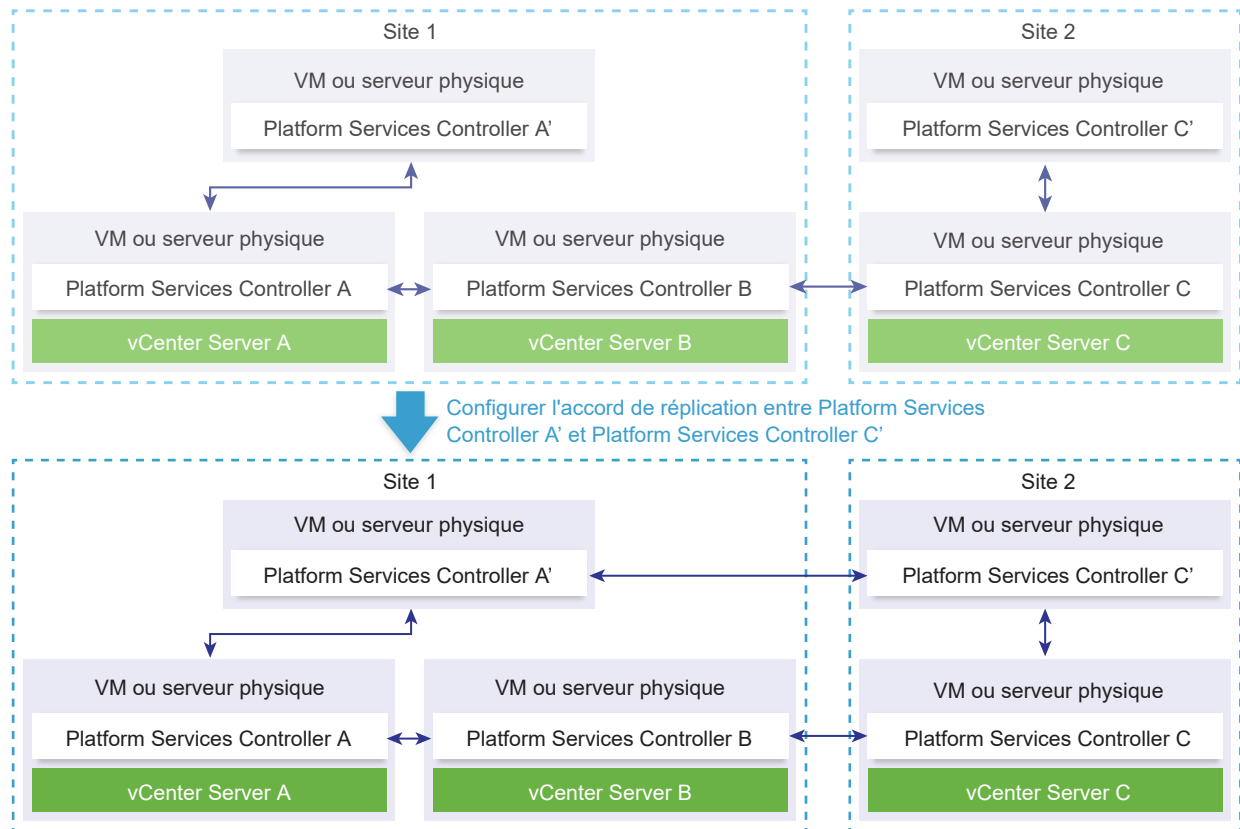 Site 1
Site 2
VM ou serveur physique
VM ou serveur physique
Platform Services Controller A’
Platform Services Controller C’
VM ou serveur physique
VM ou serveur physique
VM ou serveur physique
Platform Services Controller A
Platform Services Controller B
Platform Services Controller C
vCenter Server A
vCenter Server B
vCenter Server C
Configurer l'accord de réplication entre Platform Services
Controller A’ et Platform Services Controller C’
Site 1
Site 2
VM ou serveur physique
VM ou serveur physique
Platform Services Controller A’
Platform Services Controller C’
VM ou serveur physique
VM ou serveur physique
VM ou serveur physique
Platform Services Controller A
Platform Services Controller B
Platform Services Controller C
vCenter Server A
vCenter Server B
vCenter Server C